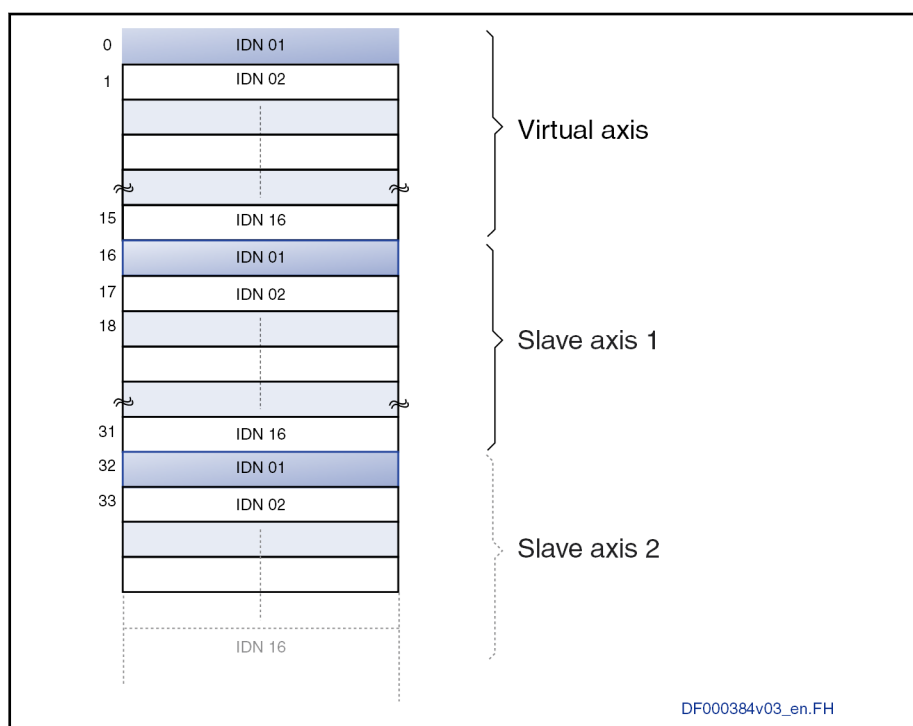 0 IDN 01
1 IDN 02
Virtual axis
15 IDN 16
16 IDN 01
17 IDN 02
18
Slave axis 1
31 IDN 16
32 IDN 01
33 IDN 02
Slave axis 2
IDN 16
DF000384v03_en.FH